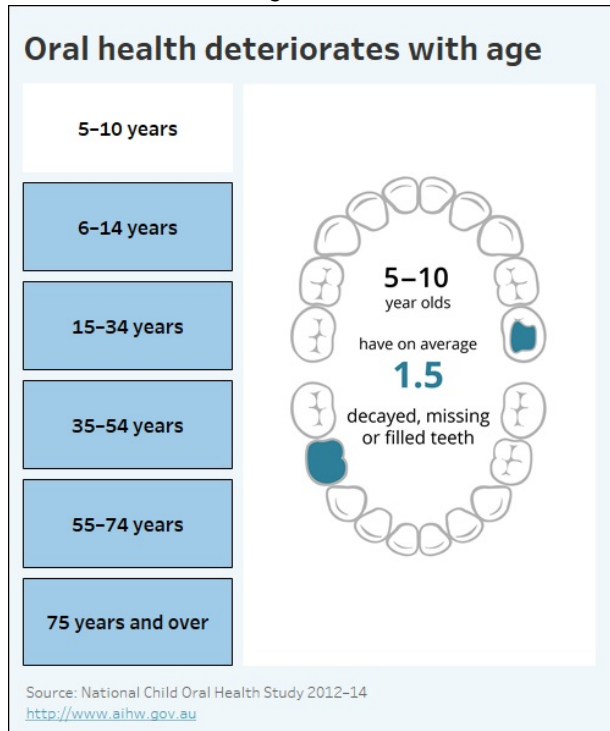 Oral health deteriorates with age
5–10 years
6–14 years
15–34 years
35–54 years
55–74 years
75 years and over
5–10
year olds
have on average
1.5
decayed, missing
or filled teeth
Source: National Child Oral Health Study 2012–14
http://www.aihw.gov.au